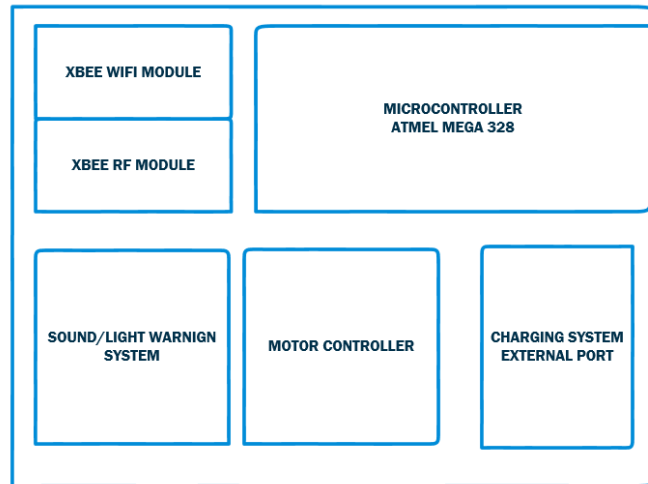 XBEE WIFI MODULE
MICROCONTROLLER
ATMEL MEGA 328
XBEE RF MODULE
SOUND/LIGHT WARNIGN
SYSTEM
MOTOR CONTROLLER
CHARGING SYSTEM
EXTERNAL PORT